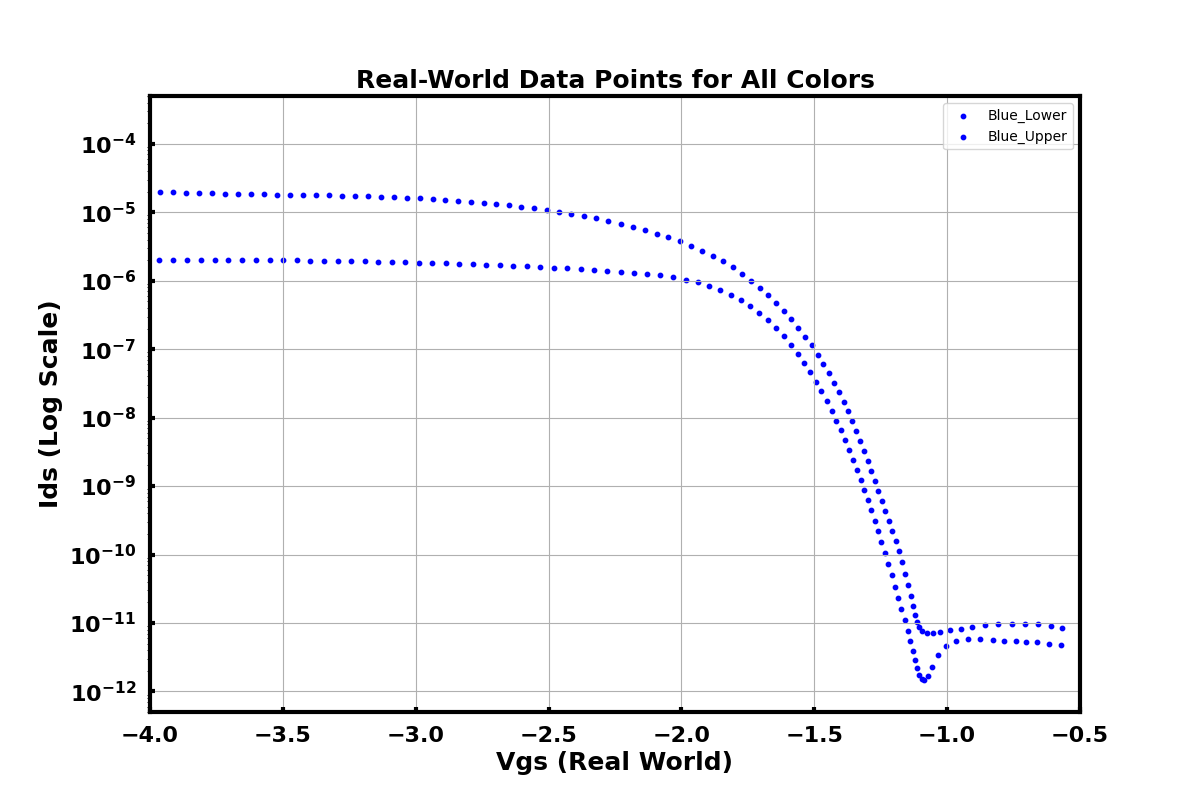 Real-World Data Points for All Colors
Blue_Lower
Blue_Upper
10⁻⁴
10⁻⁵
10⁻⁶
10⁻⁷
10⁻⁸
10⁻⁹
10⁻¹⁰
10⁻¹¹
10⁻¹²
Ids (Log Scale)
−4.0 −3.5 −3.0 −2.5 −2.0 −1.5 −1.0 −0.5
Vgs (Real World)